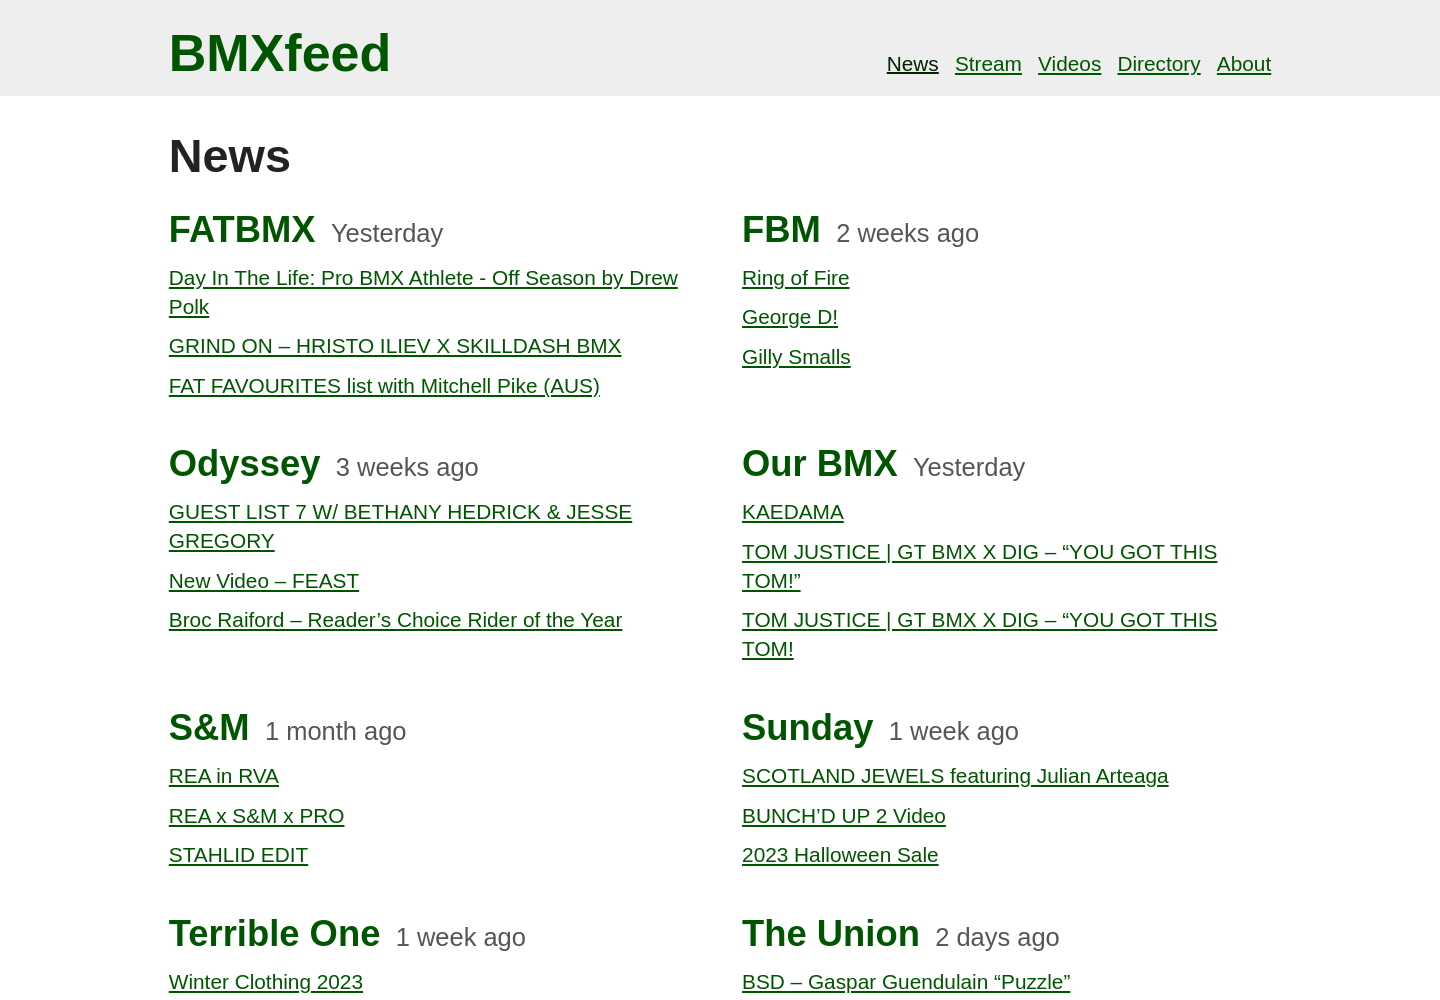 BMXfeed
News Stream Videos Directory About
News
FATBMX Yesterday
Day In The Life: Pro BMX Athlete - Off Season by Drew
Polk
GRIND ON – HRISTO ILIEV X SKILLDASH BMX
FAT FAVOURITES list with Mitchell Pike (AUS)
FBM 2 weeks ago
Ring of Fire
George D!
Gilly Smalls
Odyssey 3 weeks ago
GUEST LIST 7 W/ BETHANY HEDRICK & JESSE
GREGORY
New Video – FEAST
Broc Raiford – Reader’s Choice Rider of the Year
Our BMX Yesterday
KAEDAMA
TOM JUSTICE | GT BMX X DIG – “YOU GOT THIS
TOM!”
TOM JUSTICE | GT BMX X DIG – “YOU GOT THIS
TOM!
S&M 1 month ago
REA in RVA
REA x S&M x PRO
STAHLID EDIT
Sunday 1 week ago
SCOTLAND JEWELS featuring Julian Arteaga
BUNCH’D UP 2 Video
2023 Halloween Sale
Terrible One 1 week ago
Winter Clothing 2023
The Union 2 days ago
BSD – Gaspar Guendulain “Puzzle”